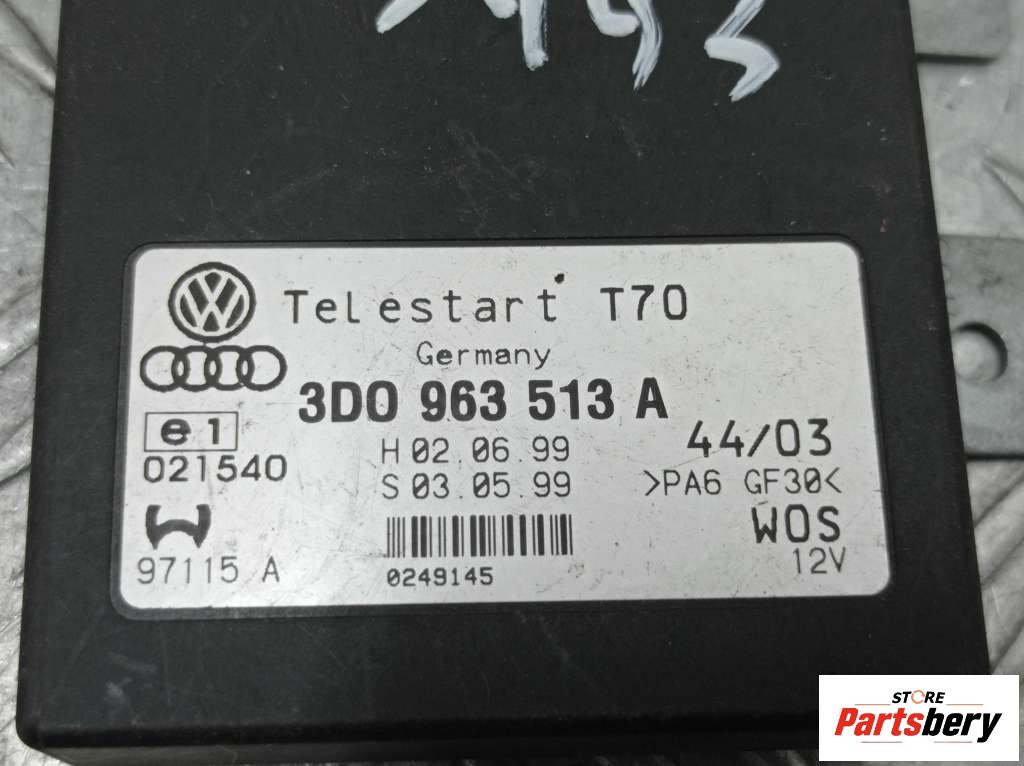 Telestart T70
Germany
3D0 963 513 A
e1
021540
H 02.06.99
S 03.05.99
44/03
>PA6 GF30<
WOS
12V
97115 A
0249145
STORE
Partsbery